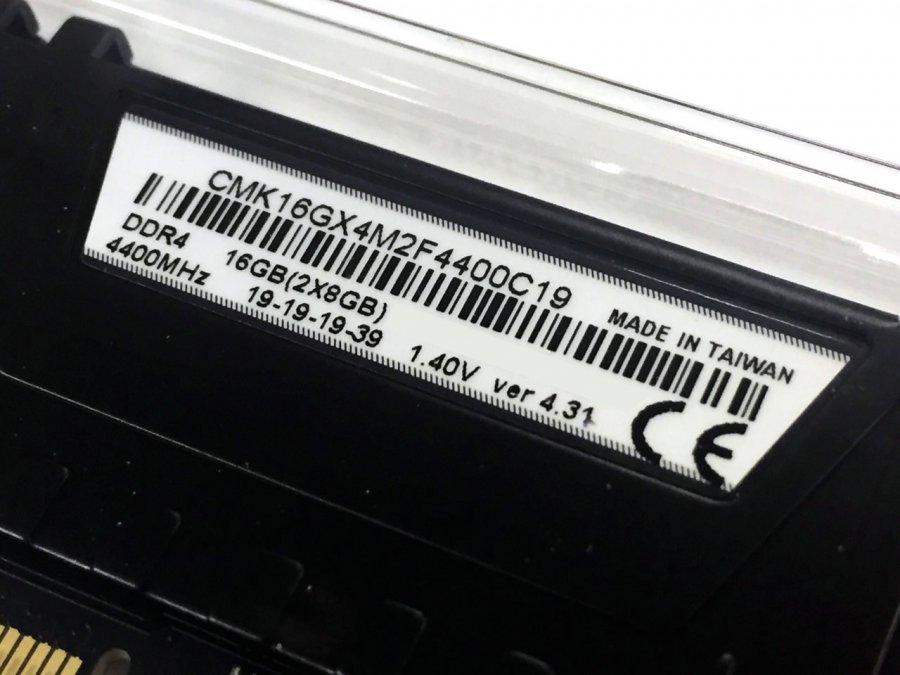 CMK16GX4M2F4400C19
MADE IN TAIWAN
DDR4 16GB(2X8GB)
4400MHz 19-19-19-39 1.40V ver 4.31
CE